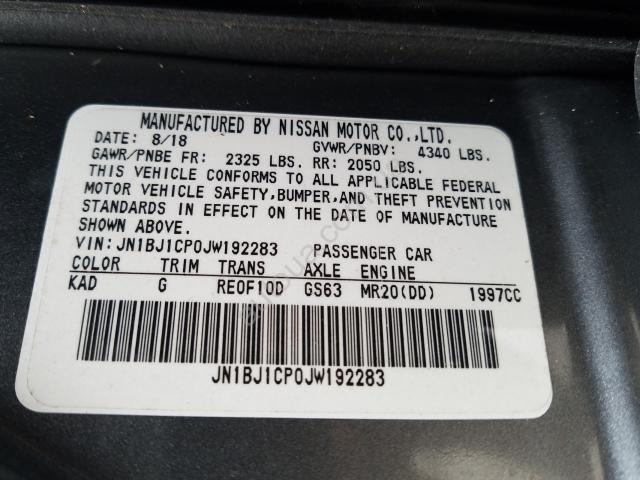 MANUFACTURED BY NISSAN MOTOR CO.,LTD.
DATE: 8/18 GVWR/PNBV: 4340 LBS.
GAWR/PNBE FR: 2325 LBS. RR: 2050 LBS.
THIS VEHICLE CONFORMS TO ALL APPLICABLE FEDERAL
MOTOR VEHICLE SAFETY,BUMPER,AND THEFT PREVENTION
STANDARDS IN EFFECT ON THE DATE OF MANUFACTURE
SHOWN ABOVE.
VIN:JN1BJ1CP0JW192283 PASSENGER CAR
COLOR TRIM TRANS AXLE ENGINE
KAD G RE0F10D GS63 MR20(DD) 1997CC
JN1BJ1CP0JW192283